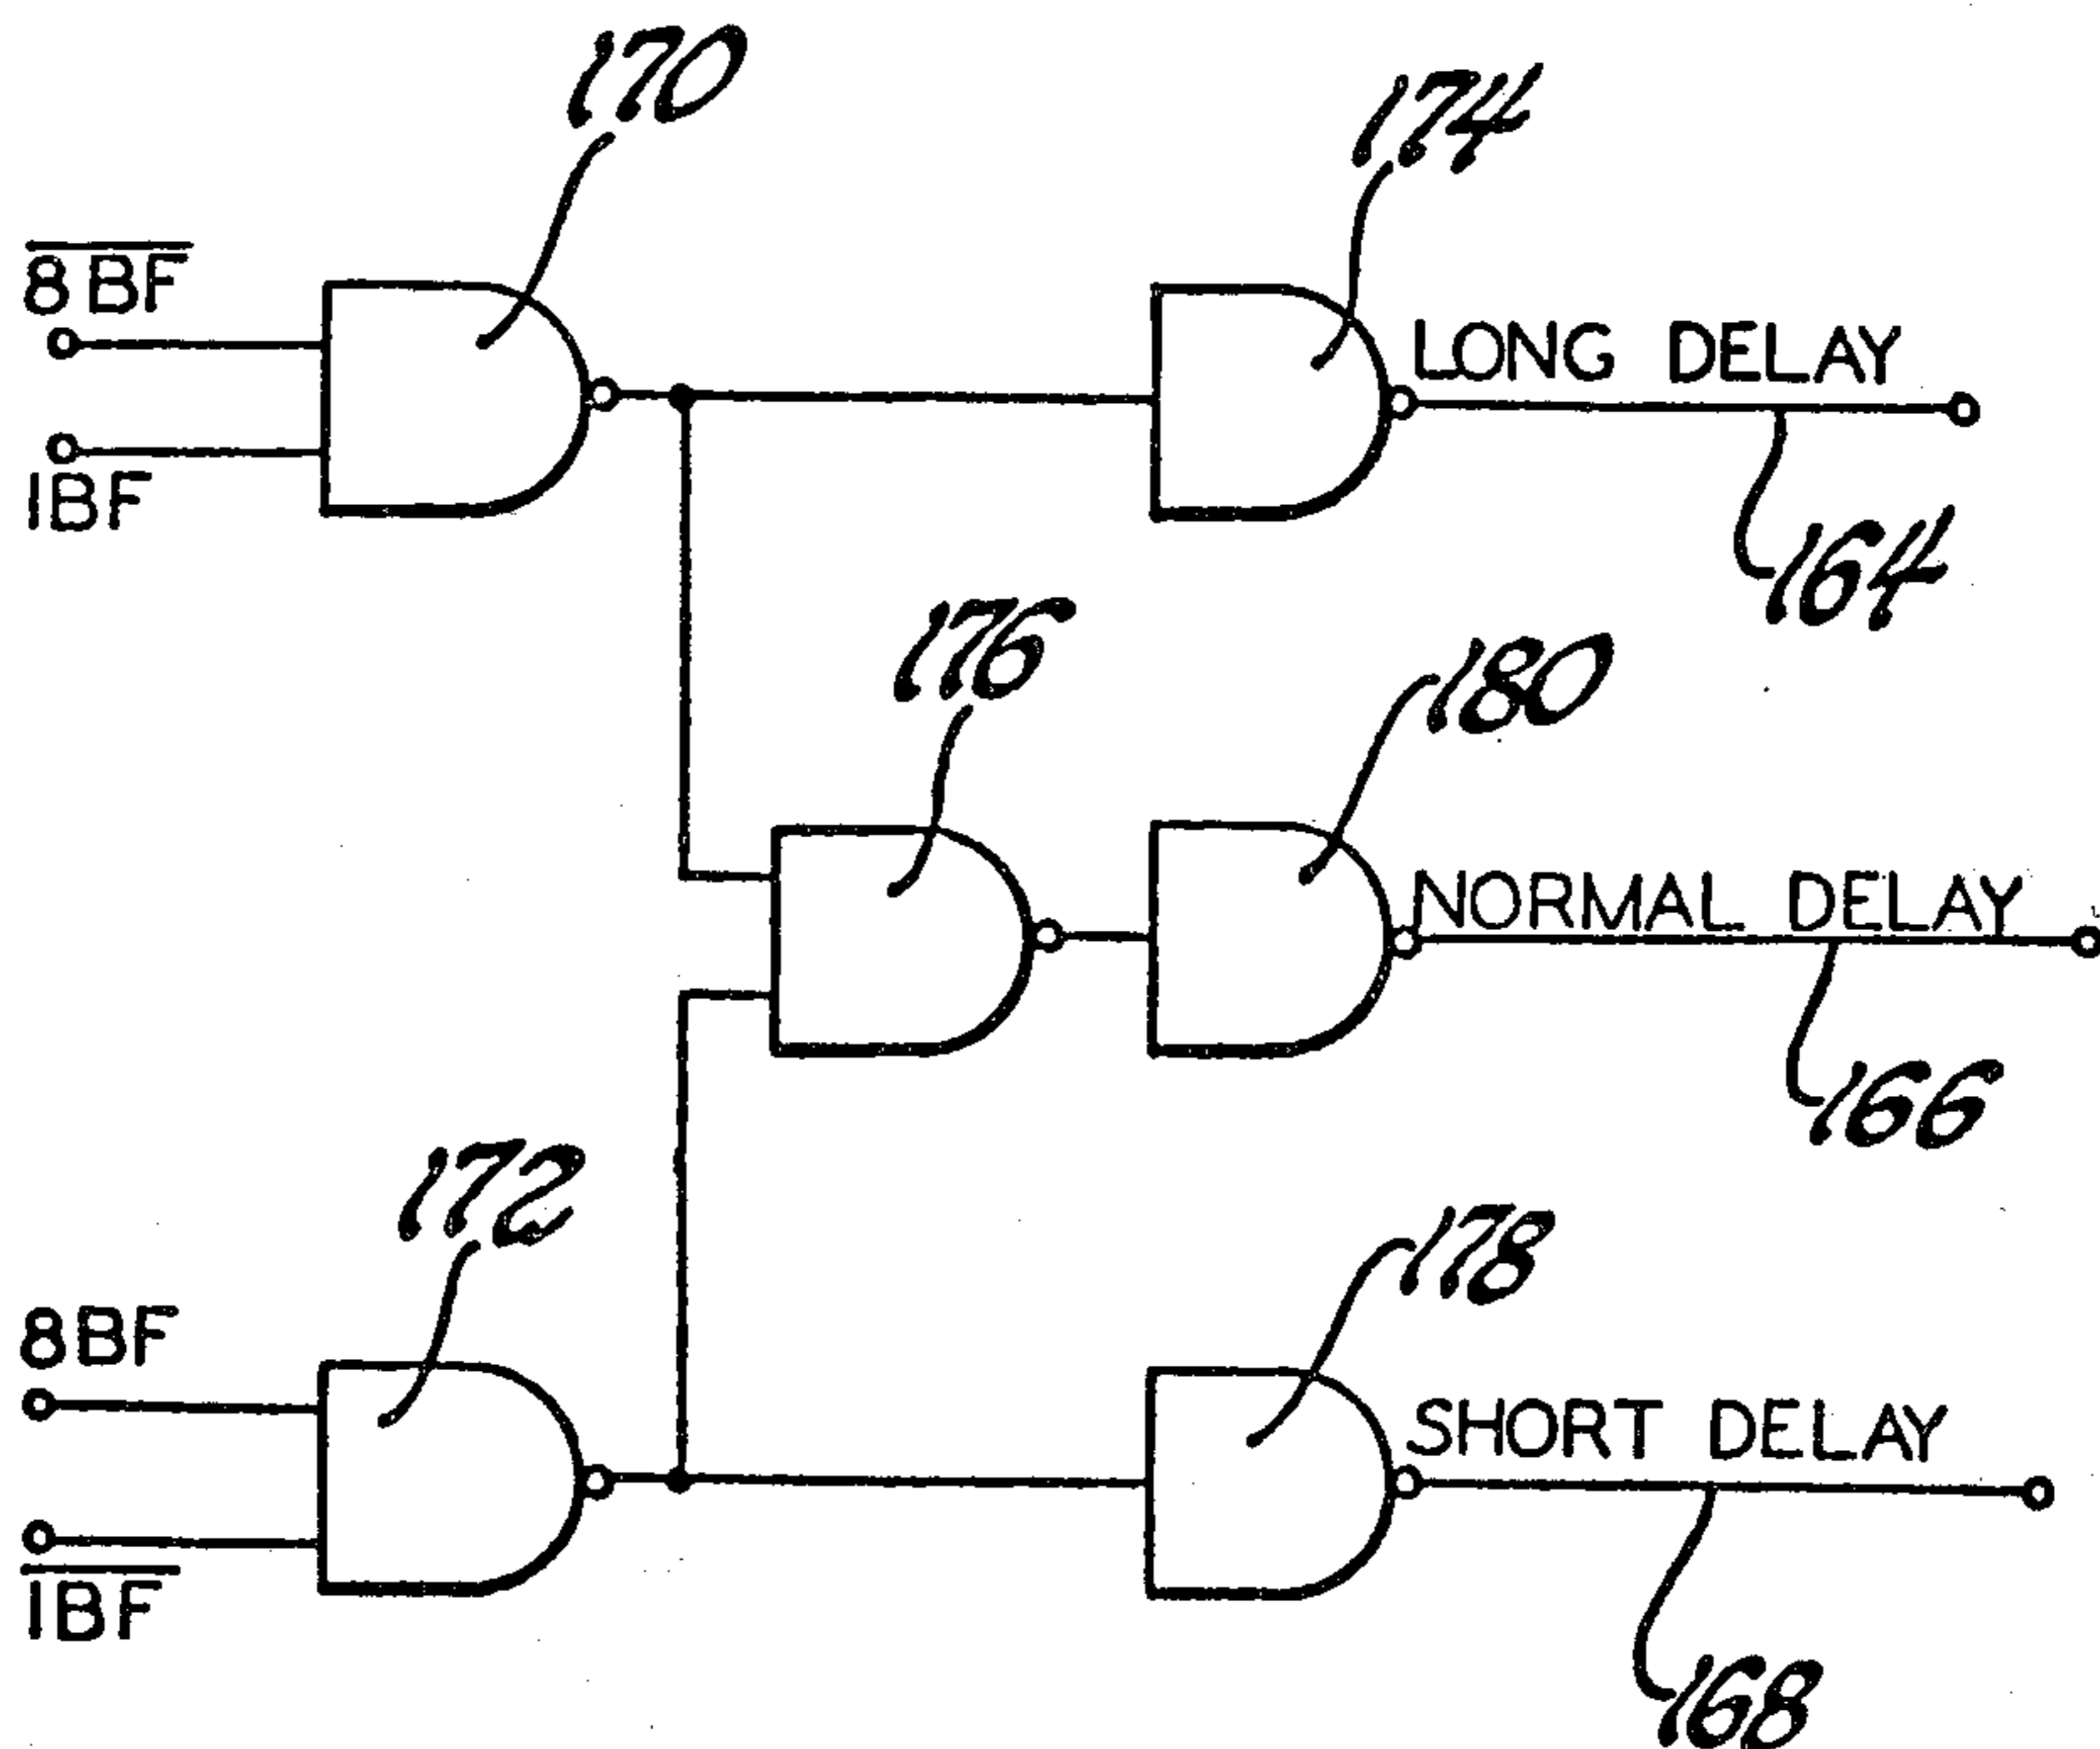 170
174
8BF
LONG DELAY
1BF
164
176
180
NORMAL DELAY
166
172
178
8BF
SHORT DELAY
1BF
168